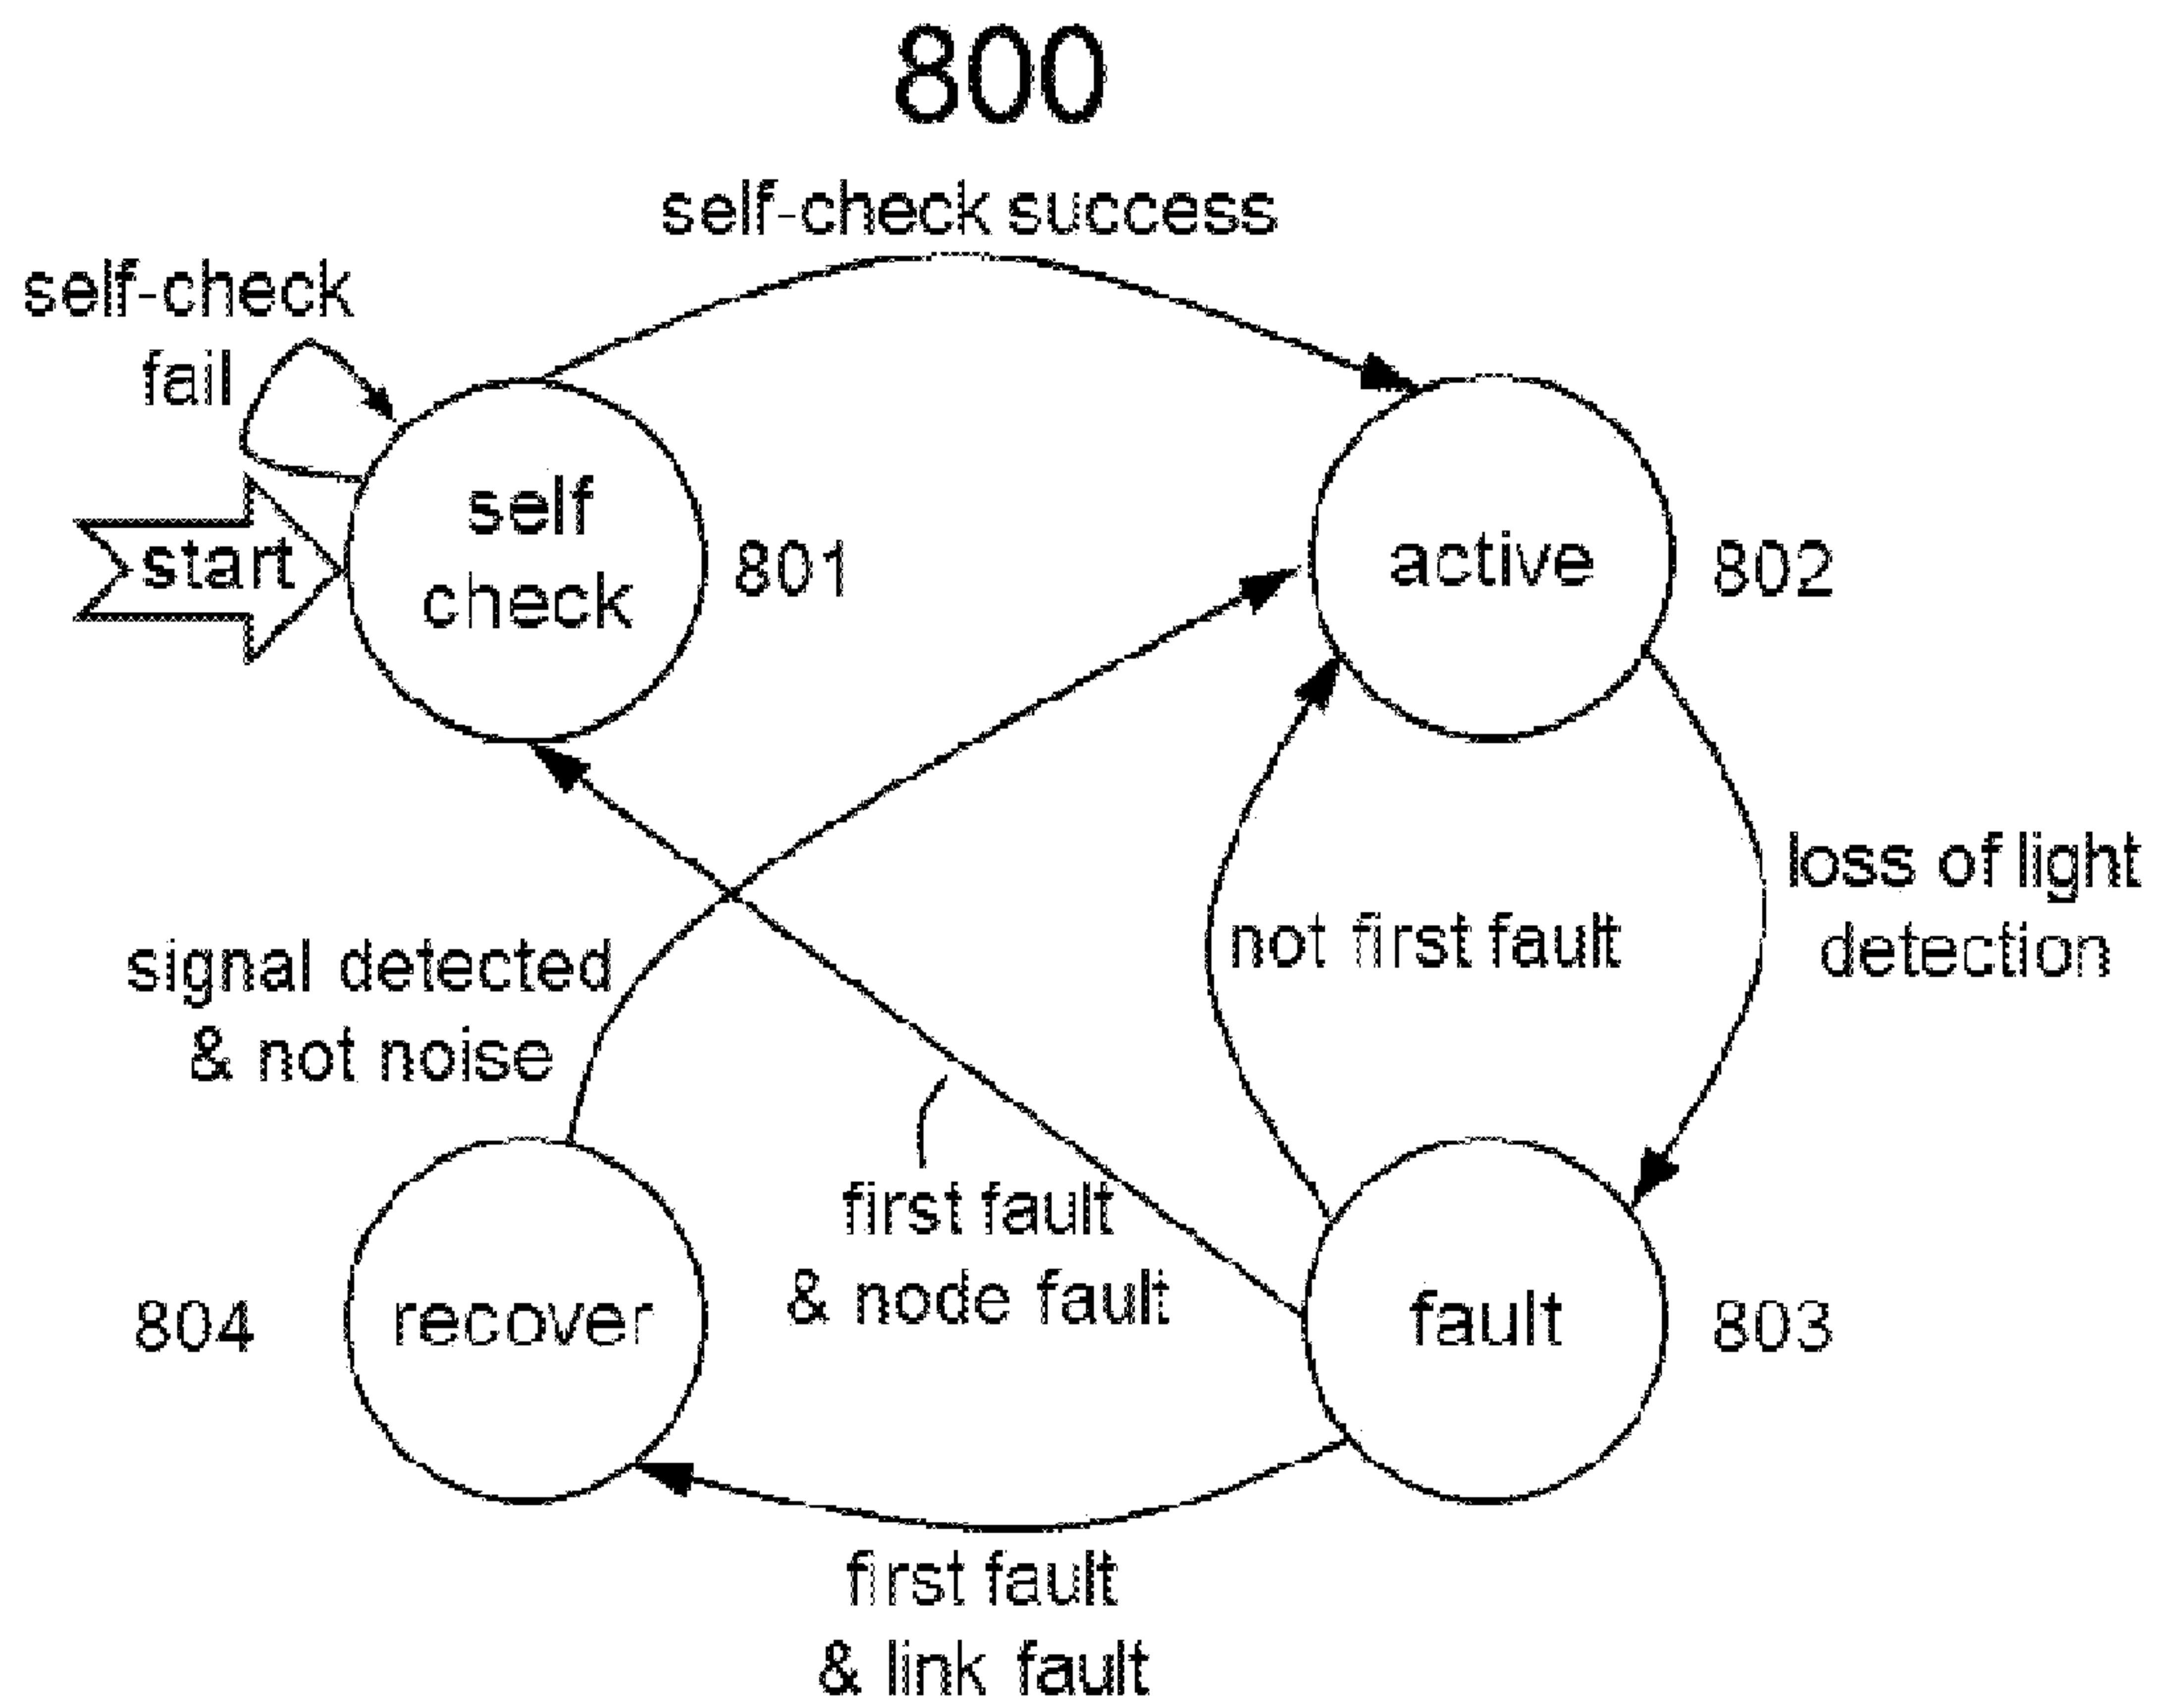 800
self-check success
self-check
fail
self
check
start
801
active
802
loss of light
detection
not first fault
signal detected
& not noise
first fault
& node fault
804
recover
fault
803
first fault
& link fault